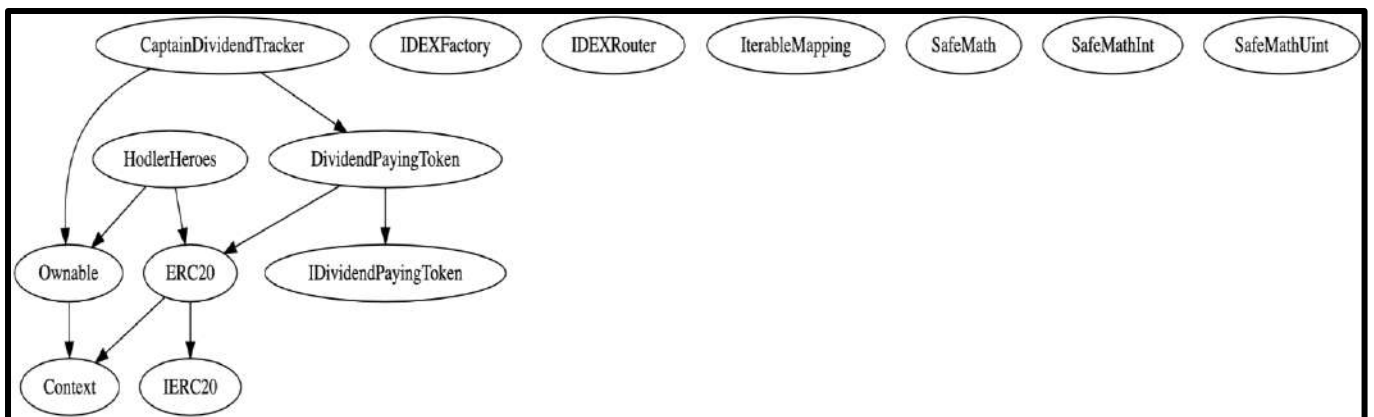 CaptainDividendTracker IDEXFactory IDEXRouter IterableMapping SafeMath SafeMathInt SafeMathUint
HodlerHeroes DividendPayingToken
Ownable ERC20 IDividendPayingToken
Context IERC20